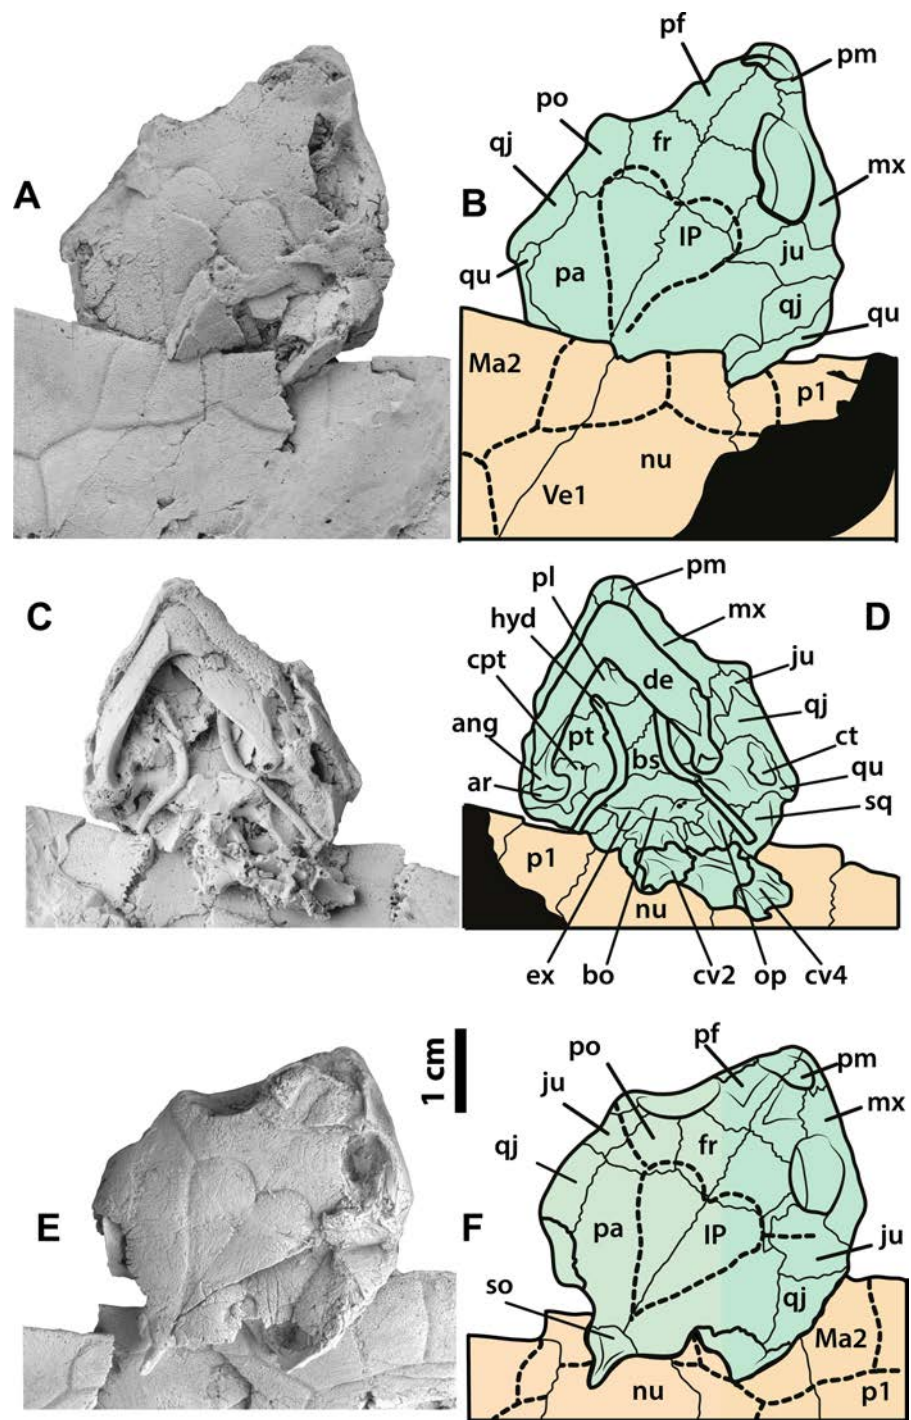 A
B
pf
pm
po
fr
qj
mx
IP
ju
qu
pa
qj
qu
Ma2
p1
nu
Ve1
C
D
pl
pm
hyd
mx
cpt
de
ju
qj
ang
pt
bs
ct
qu
ar
sq
p1
nu
ex
bo
cv2
op
cv4
E
1 cm
F
pf
po
pm
ju
mx
qj
fr
pa
IP
ju
so
qj
Ma2
nu
p1